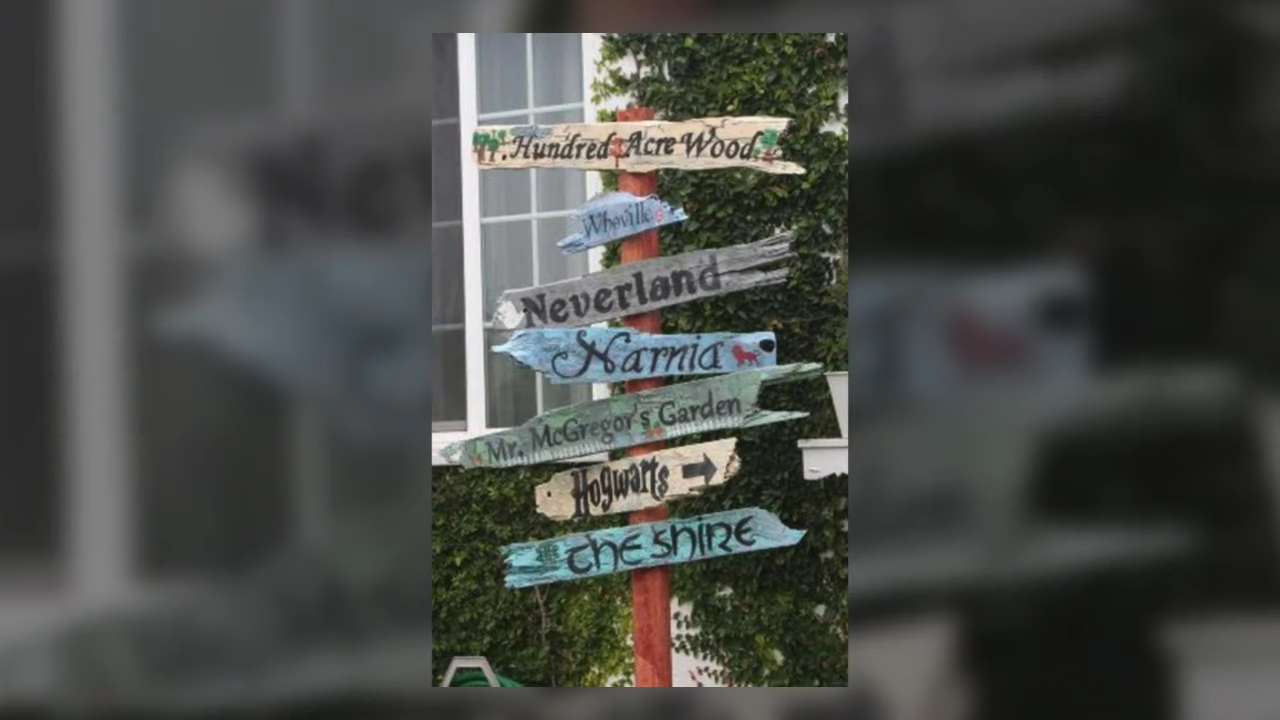 Hundred Acre Wood
Whoville
Neverland
Narnia
Mr. McGregor's Garden
Hogwarts
The Shire